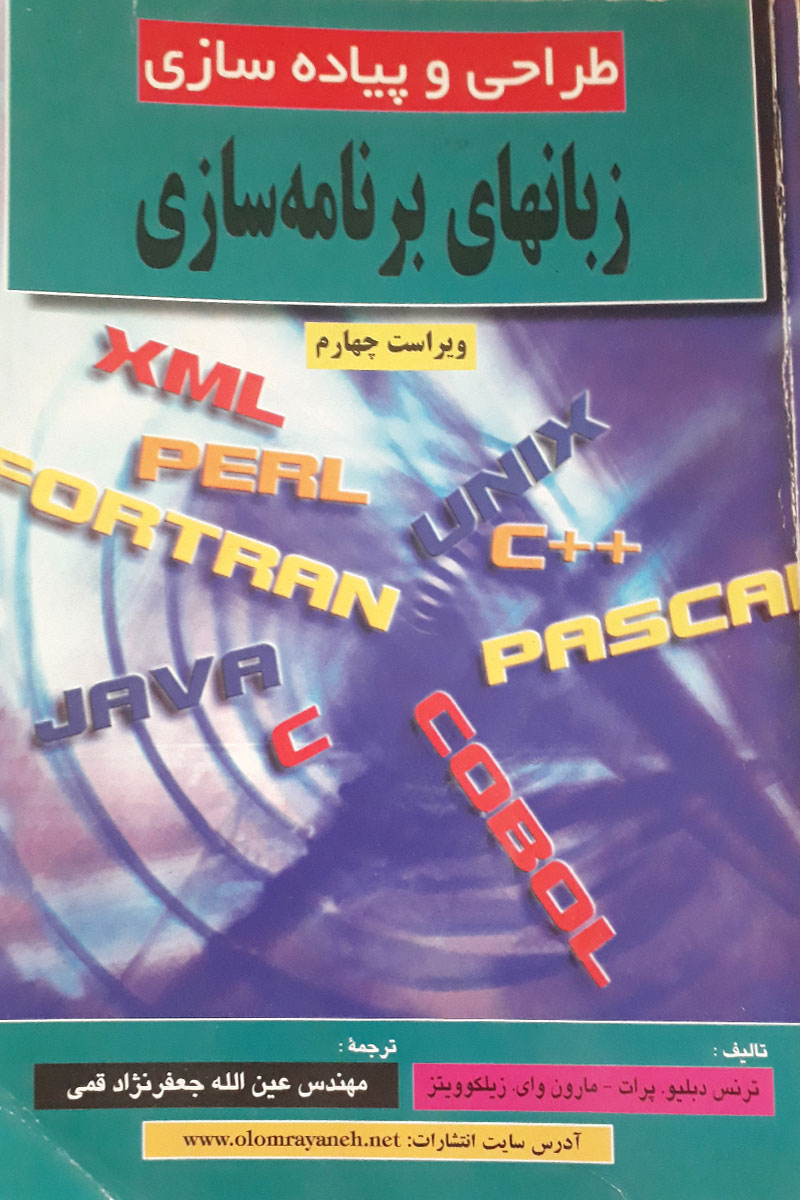 طراحی و پیاده سازی
زبانهای برنامه‌سازی
ویراست چهارم
XML
PERL
UNIX
FORTRAN
C++
PASCAL
JAVA
C
COBOL
تالیف :
ترنس دبلیو. پرات - مارون وای. زیلکوویتز
ترجمهٔ :
مهندس عین الله جعفرنژاد قمی
آدرس سایت انتشارات: www.olomrayaneh.net